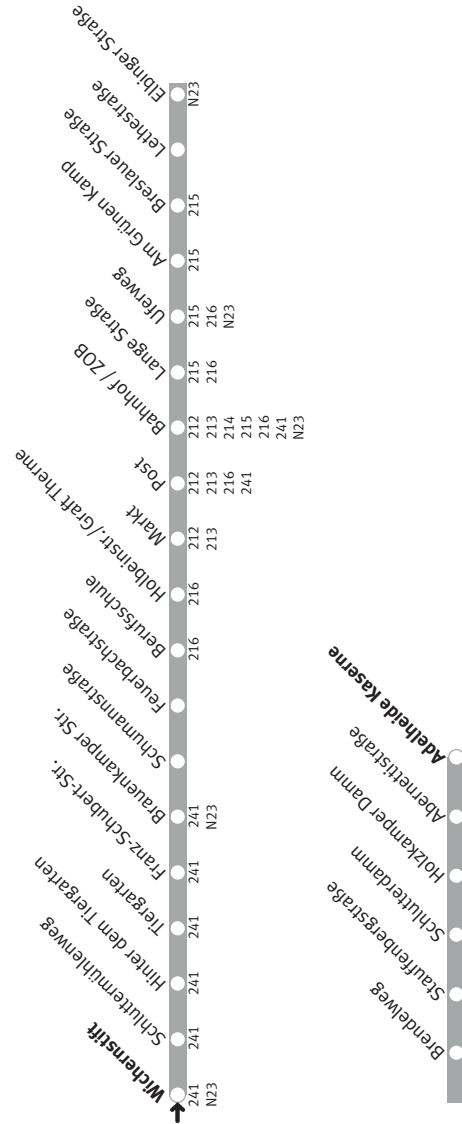 Wichernstift
241
N23
Schluttermühlenweg
241
Hinter dem Tiergarten
241
Tiergarten
241
Franz-Schubert-Str.
241
Brauenkamper Str.
241
N23
Schumannstraße
Feuerbachstraße
Berufsschule
216
Holbeinstr./Graft Therme
216
Markt
212
213
Post
212
213
216
241
Bahnhof / ZOB
212
213
214
215
216
241
N23
Lange Straße
215
216
Uferweg
215
216
N23
Am Grünen Kamp
215
Breslauer Straße
215
Lethestraße
Elbinger Straße
N23
Brendelweg
Stauffenbergstraße
Schlutterdamm
Holzkamper Damm
Abernettistraße
Adelheide Kaserne